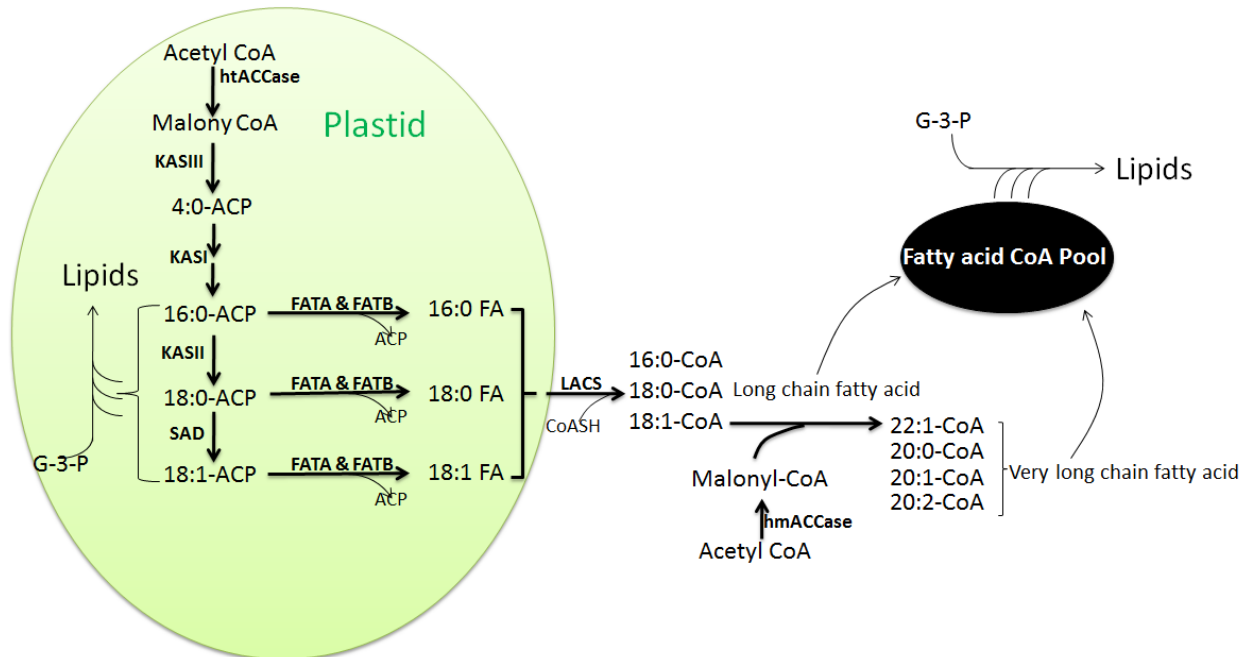 Acetyl CoA
htACCase
Malony CoA
Plastid
KASIII
4:0-ACP
KASI
Lipids
16:0-ACP
FATA & FATB
ACP
16:0 FA
KASII
18:0-ACP
FATA & FATB
ACP
18:0 FA
SAD
G-3-P
18:1-ACP
FATA & FATB
ACP
18:1 FA
LACS
CoASH
16:0-CoA
18:0-CoA
18:1-CoA
Long chain fatty acid
Malonyl-CoA
hmACCase
Acetyl CoA
22:1-CoA
20:0-CoA
20:1-CoA
20:2-CoA
Very long chain fatty acid
G-3-P
Lipids
Fatty acid CoA Pool